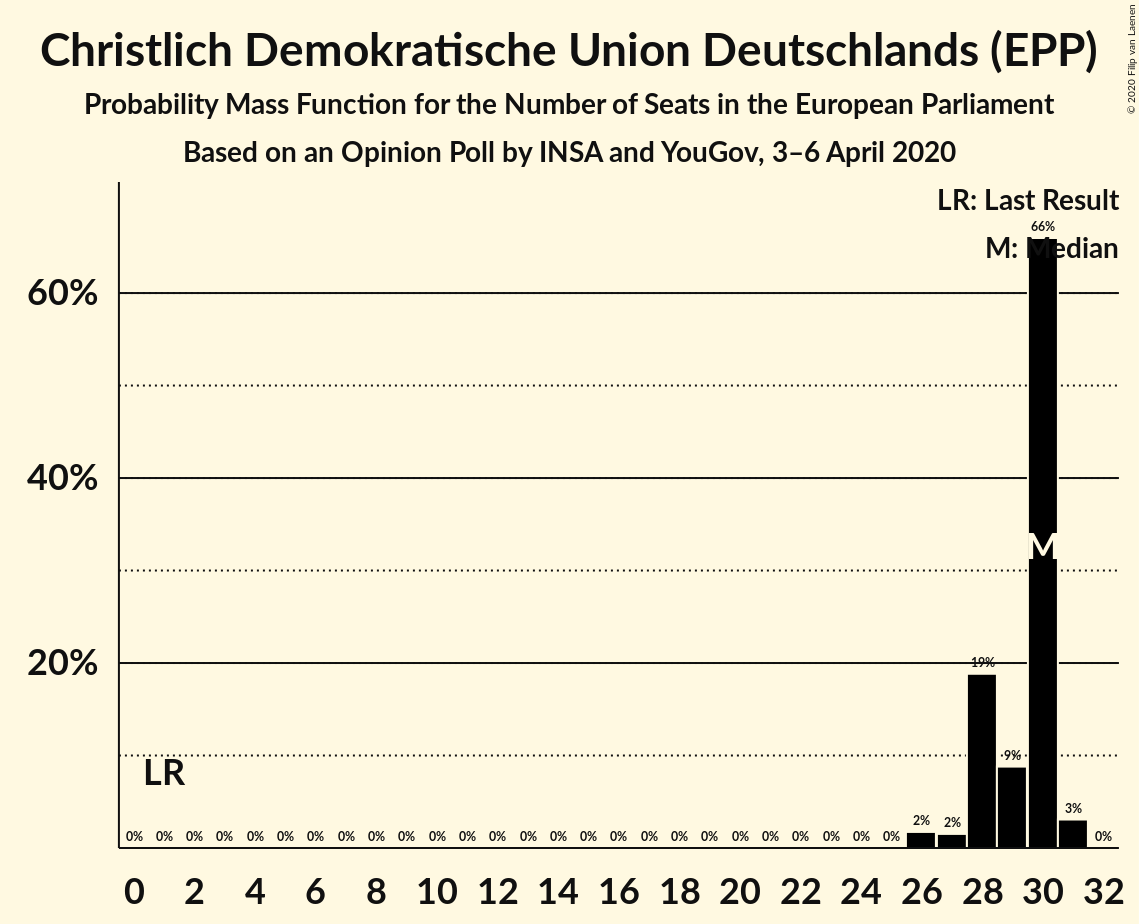 Christlich Demokratische Union Deutschlands (EPP)
Probability Mass Function for the Number of Seats in the European Parliament
Based on an Opinion Poll by INSA and YouGov, 3–6 April 2020
© 2020 Filip van Laenen
LR: Last Result
M: Median
66%
60%
40%
M
20%
19%
9%
LR
3%
2% 2%
0% 0% 0% 0% 0% 0% 0% 0% 0% 0% 0% 0% 0% 0% 0% 0% 0% 0% 0% 0% 0% 0% 0% 0% 0% 0% 0%
0 2 4 6 8 10 12 14 16 18 20 22 24 26 28 30 32